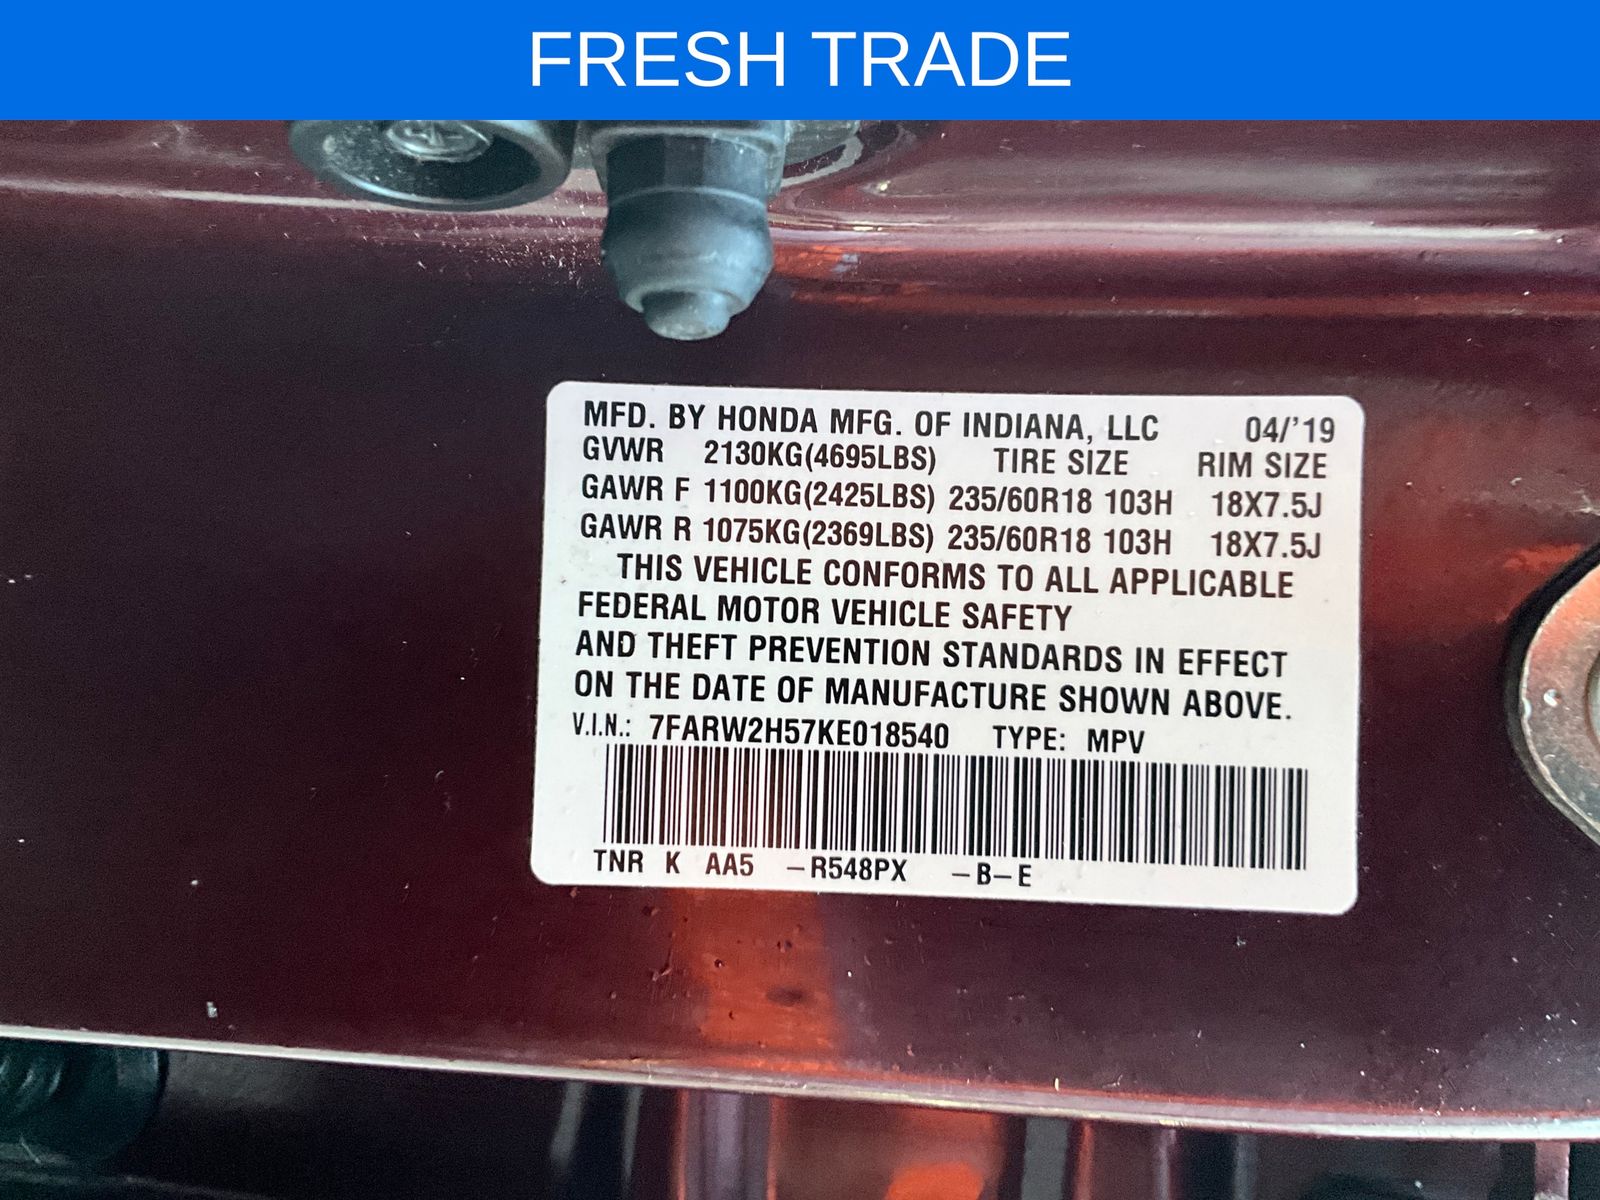 FRESH TRADE
MFD. BY HONDA MFG. OF INDIANA, LLC 04/'19
GVWR 2130KG(4695LBS) TIRE SIZE RIM SIZE
GAWR F 1100KG(2425LBS) 235/60R18 103H 18X7.5J
GAWR R 1075KG(2369LBS) 235/60R18 103H 18X7.5J
THIS VEHICLE CONFORMS TO ALL APPLICABLE
FEDERAL MOTOR VEHICLE SAFETY
AND THEFT PREVENTION STANDARDS IN EFFECT
ON THE DATE OF MANUFACTURE SHOWN ABOVE.
V.I.N.: 7FARW2H57KE018540 TYPE: MPV
TNR K AA5 –R548PX –B–E